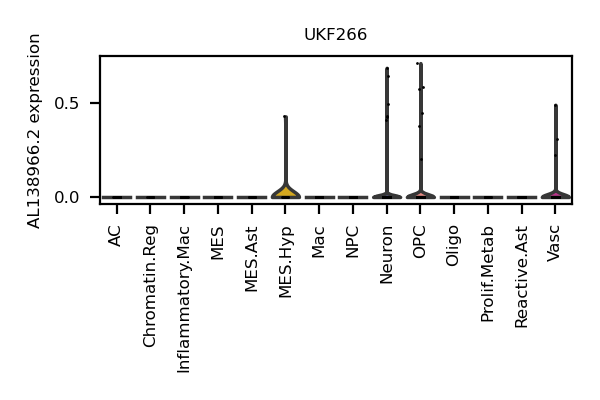 UKF266
AL138966.2 expression
0.5
0.0
AC
Chromatin.Reg
Inflammatory.Mac
MES
MES.Ast
MES.Hyp
Mac
NPC
Neuron
OPC
Oligo
Prolif.Metab
Reactive.Ast
Vasc